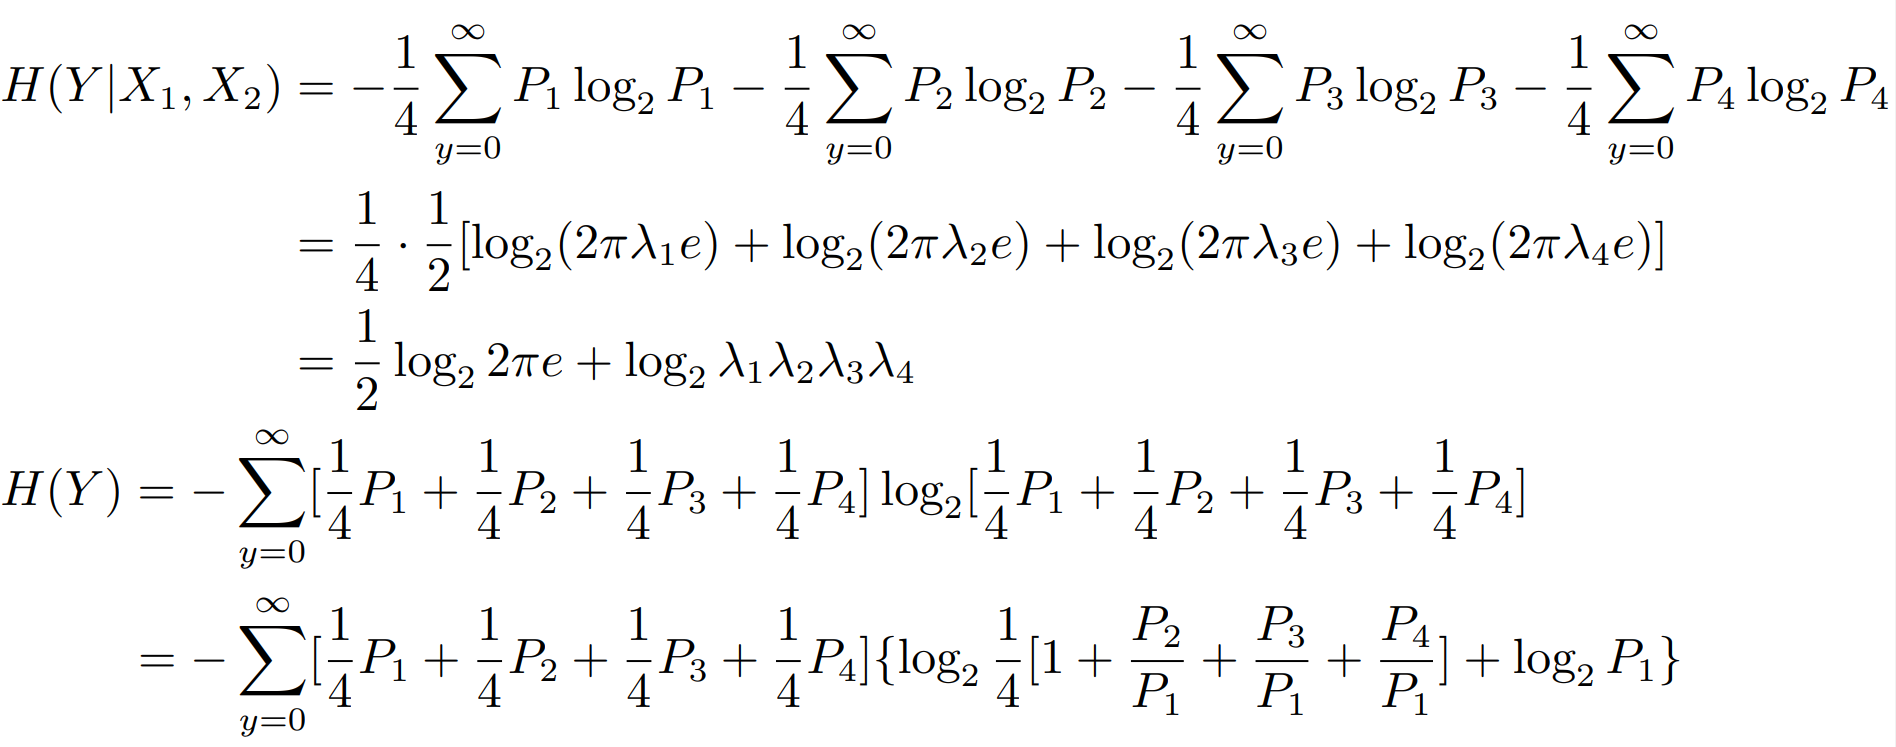 $H(Y|X_1, X_2) = -\frac{1}{4}\sum_{y=0}^{\infty} P_1 \log_2 P_1 - \frac{1}{4}\sum_{y=0}^{\infty} P_2 \log_2 P_2 - \frac{1}{4}\sum_{y=0}^{\infty} P_3 \log_2 P_3 - \frac{1}{4}\sum_{y=0}^{\infty} P_4 \log_2 P_4$
$= \frac{1}{4} \cdot \frac{1}{2}[\log_2(2\pi\lambda_1 e) + \log_2(2\pi\lambda_2 e) + \log_2(2\pi\lambda_3 e) + \log_2(2\pi\lambda_4 e)]$
$= \frac{1}{2}\log_2 2\pi e + \log_2 \lambda_1\lambda_2\lambda_3\lambda_4$
$H(Y) = -\sum_{y=0}^{\infty}[\frac{1}{4}P_1 + \frac{1}{4}P_2 + \frac{1}{4}P_3 + \frac{1}{4}P_4]\log_2[\frac{1}{4}P_1 + \frac{1}{4}P_2 + \frac{1}{4}P_3 + \frac{1}{4}P_4]$
$= -\sum_{y=0}^{\infty}[\frac{1}{4}P_1 + \frac{1}{4}P_2 + \frac{1}{4}P_3 + \frac{1}{4}P_4]\{\log_2 \frac{1}{4}[1 + \frac{P_2}{P_1} + \frac{P_3}{P_1} + \frac{P_4}{P_1}] + \log_2 P_1\}$